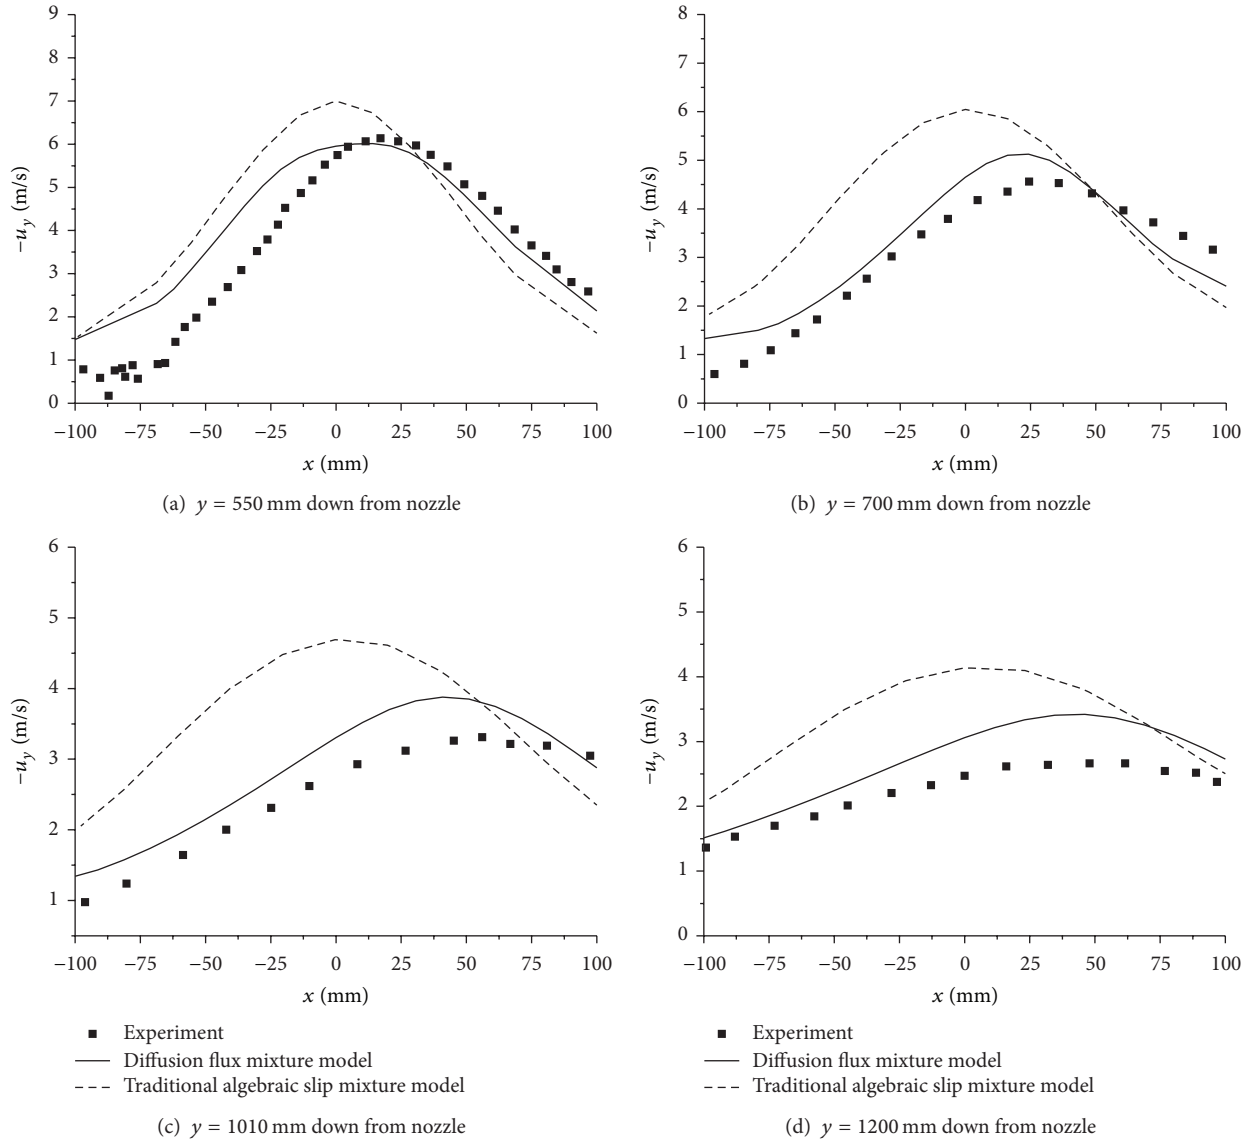 9
8
7
6
5
4
3
2
1
0
−u_y (m/s)
−100 −75 −50 −25 0 25 50 75 100
x (mm)
(a) y = 550 mm down from nozzle
8
7
6
5
4
3
2
1
0
−u_y (m/s)
−100 −75 −50 −25 0 25 50 75 100
x (mm)
(b) y = 700 mm down from nozzle
6
5
4
3
2
1
−u_y (m/s)
−100 −75 −50 −25 0 25 50 75 100
x (mm)
Experiment
Diffusion flux mixture model
Traditional algebraic slip mixture model
(c) y = 1010 mm down from nozzle
6
5
4
3
2
1
0
−u_y (m/s)
−100 −75 −50 −25 0 25 50 75 100
x (mm)
Experiment
Diffusion flux mixture model
Traditional algebraic slip mixture model
(d) y = 1200 mm down from nozzle